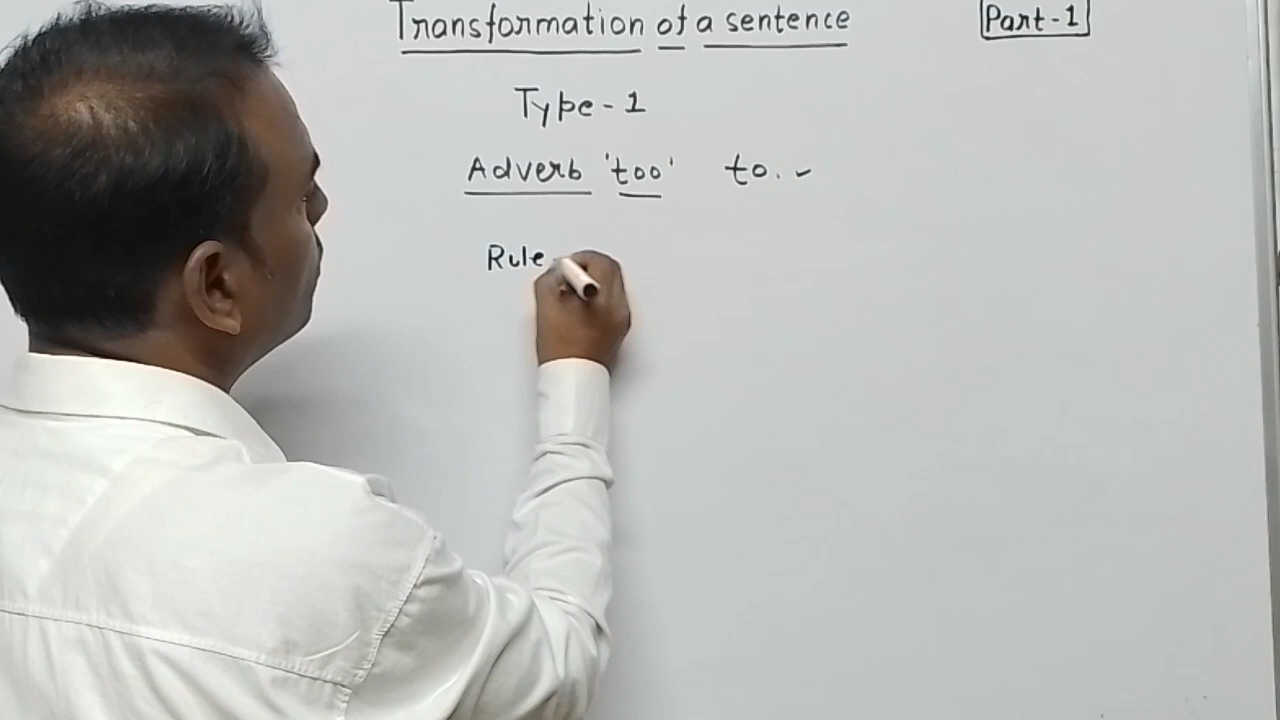 Transformation of a sentence
Part-1
Type-1
Adverb 'too' to.
Rule